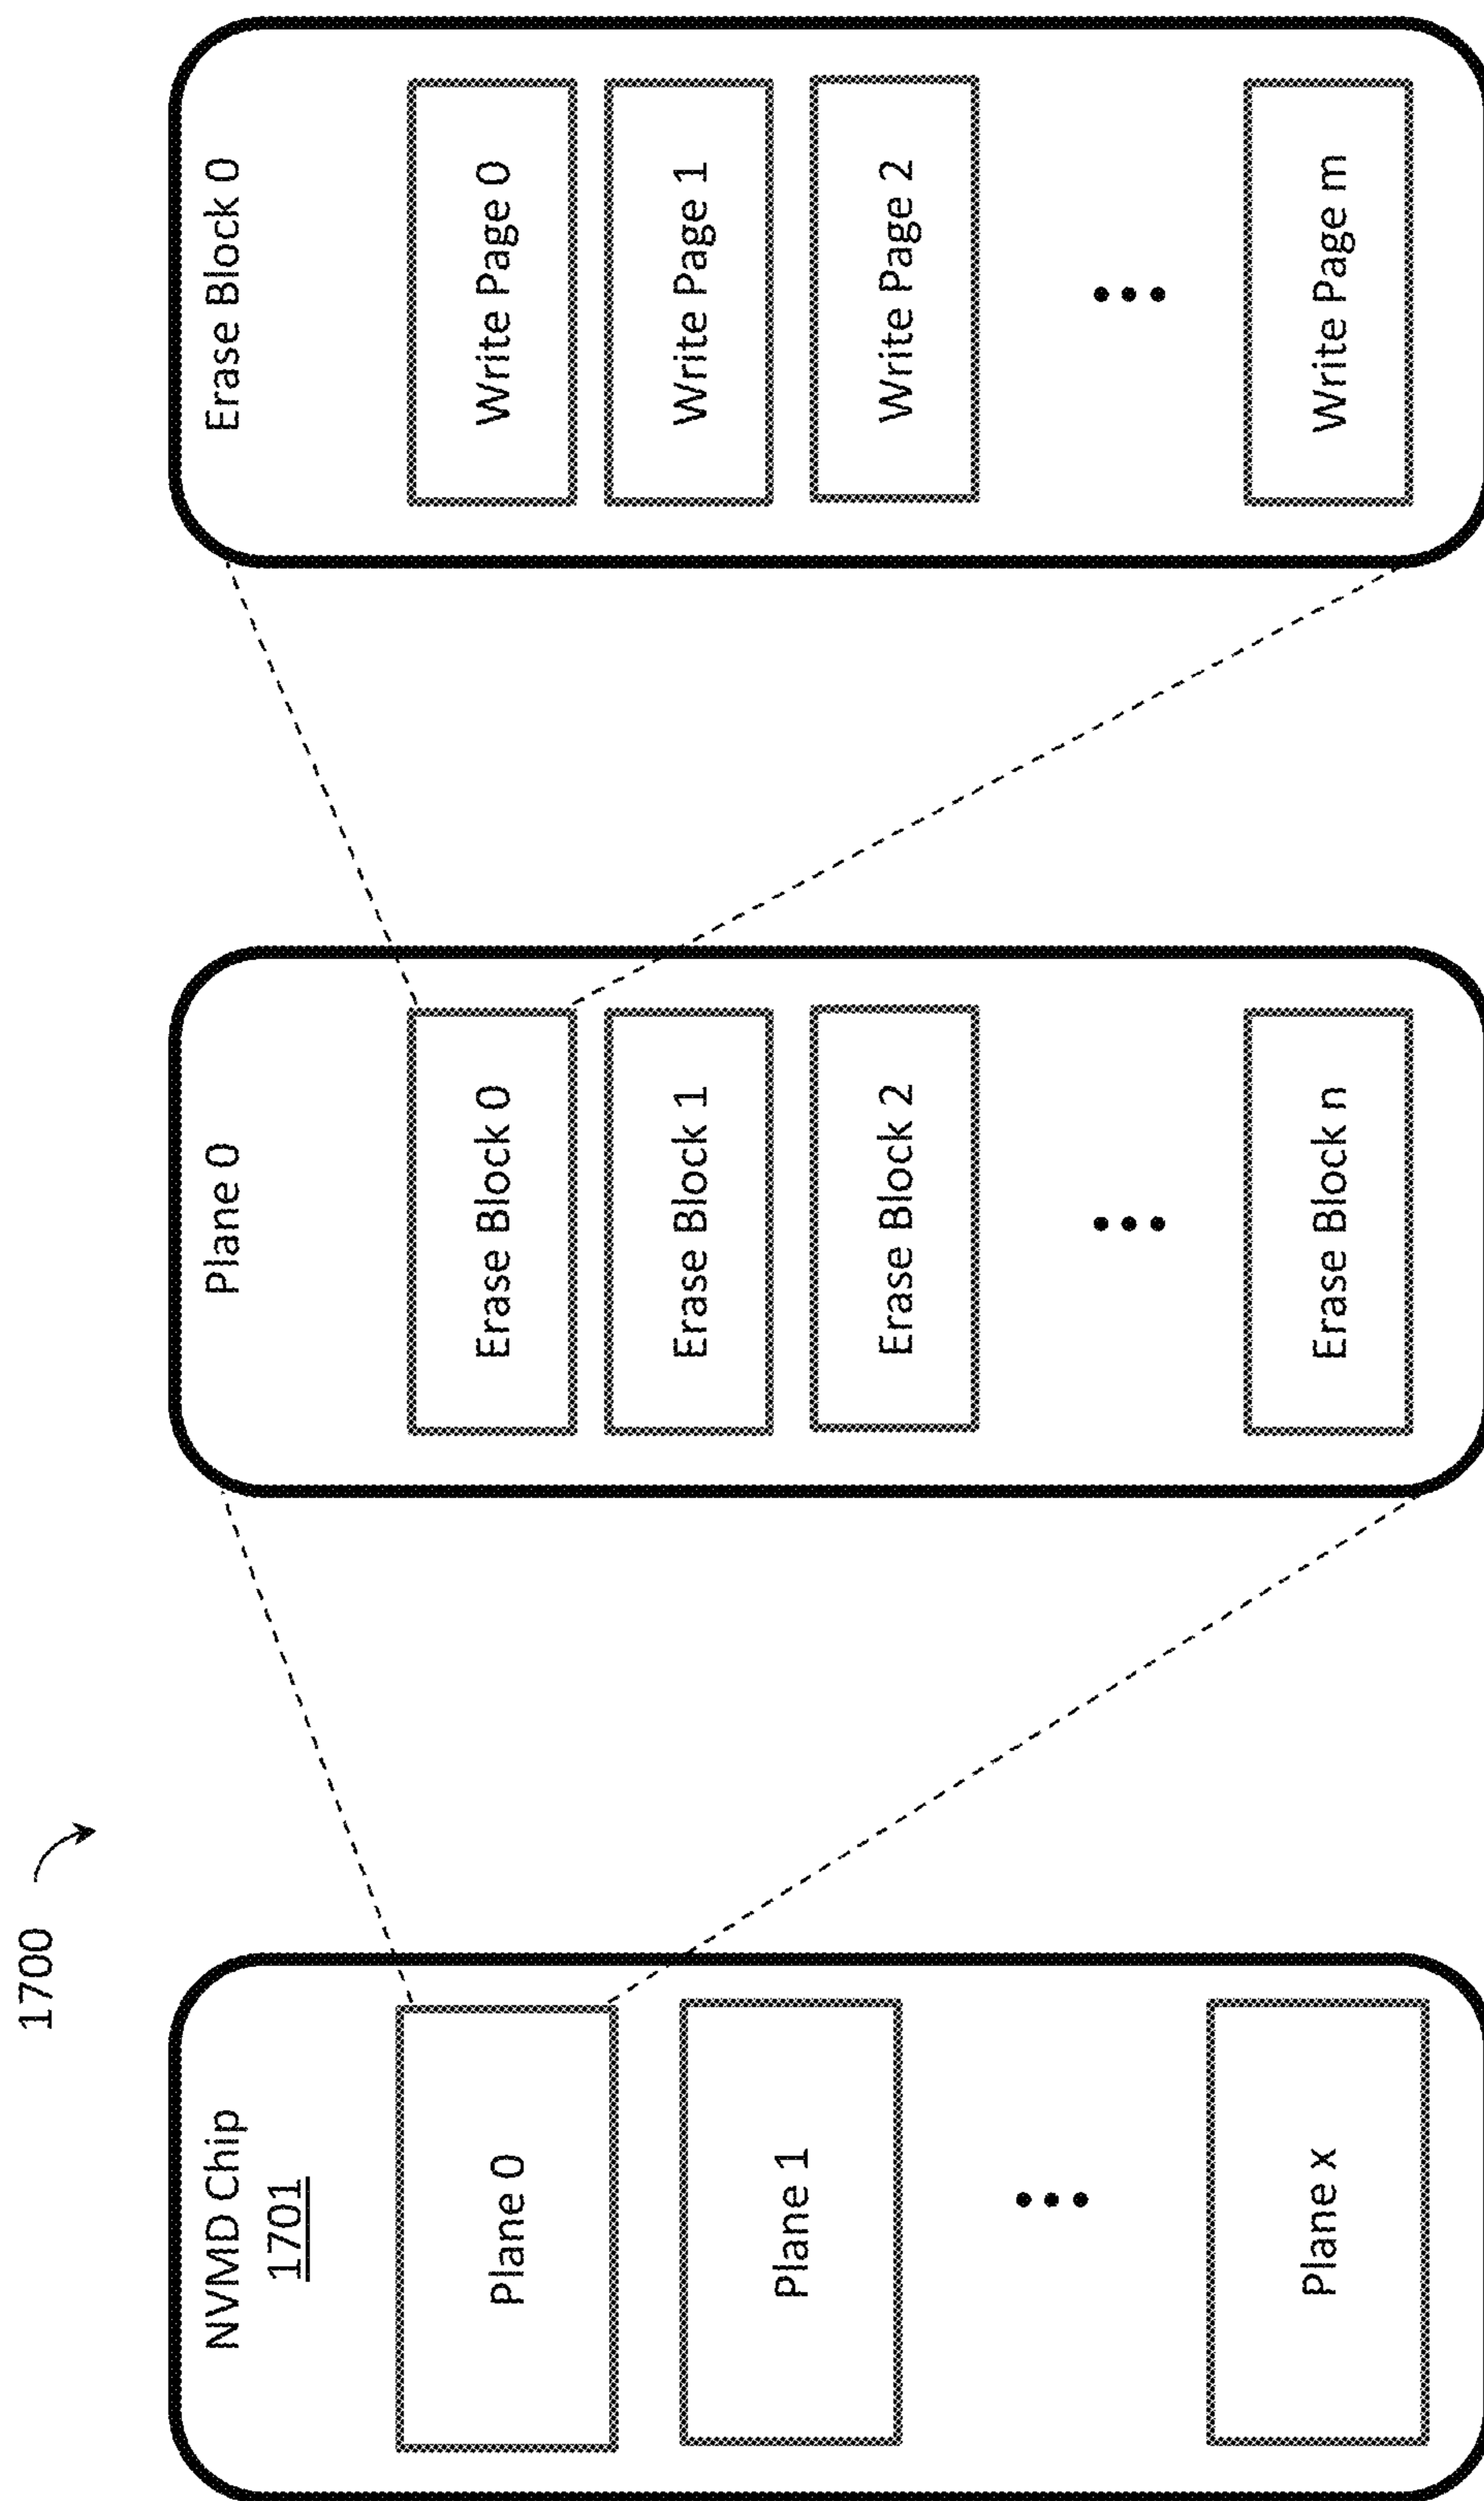 1700
NVMD Chip
1701
Plane 0
Plane 1
Plane x
Plane 0
Erase Block 0
Erase Block 1
Erase Block 2
Erase Block n
Erase Block 0
Write Page 0
Write Page 1
Write Page 2
Write Page m